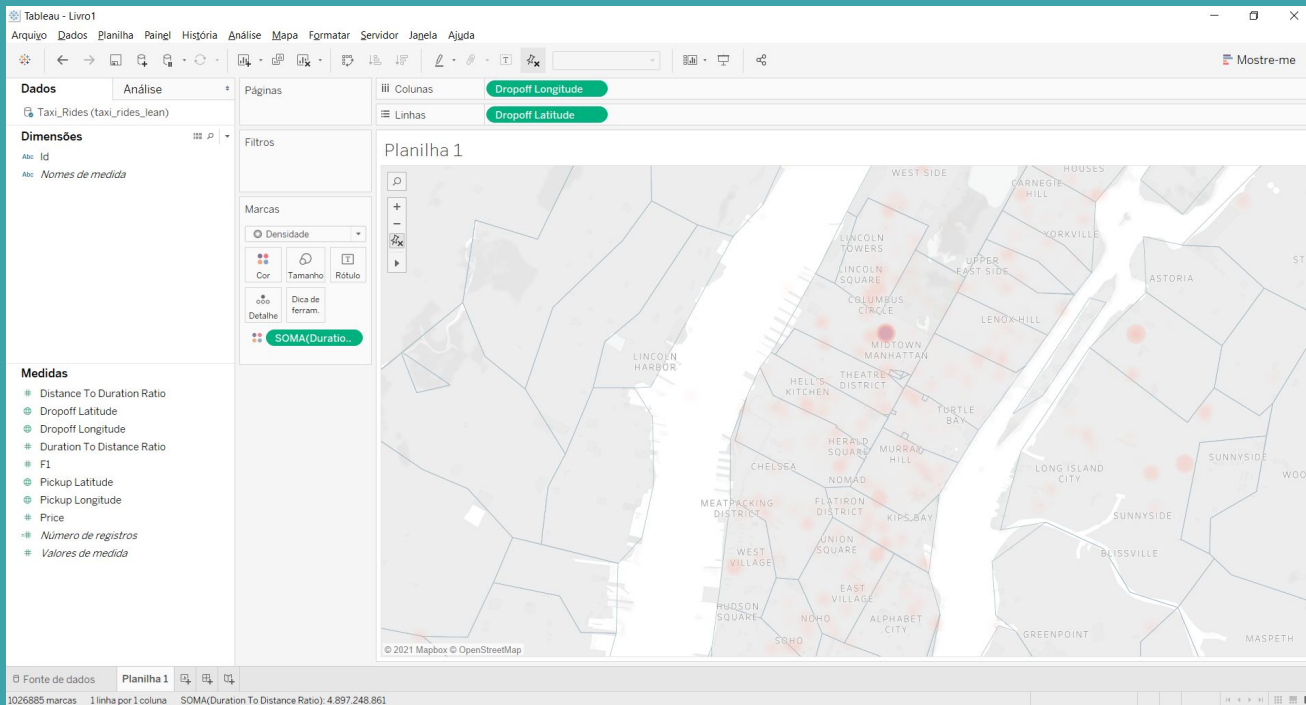 Tableau - Livro1
Arquivo Dados Planilha Painel História Análise Mapa Formatar Servidor Janela Ajuda
Mostre-me
Dados
Análise
Taxi_Rides (taxi_rides_lean)
Dimensões
Abc Id
Abc Nomes de medida
Medidas
Distance To Duration Ratio
Dropoff Latitude
Dropoff Longitude
Duration To Distance Ratio
F1
Pickup Latitude
Pickup Longitude
Price
Número de registros
Valores de medida
Páginas
Filtros
Marcas
Densidade
Cor
Tamanho
Rótulo
Detalhe
Dica de
ferram.
SOMA(Duratio..
Colunas
Dropoff Longitude
Linhas
Dropoff Latitude
Planilha 1
WEST SIDE
HOUSES
CARNEGIE
HILL
LINCOLN
TOWERS
YORKVILLE
LINCOLN
SQUARE
UPPER
EAST SIDE
ST
ASTORIA
COLUMBUS
CIRCLE
LENOX HILL
MIDTOWN
MANHATTAN
LINCOLN
HARBOR
HELL'S
KITCHEN
THEATRE
DISTRICT
TURTLE
BAY
HERALD
SQUARE
MURRAY
HILL
CHELSEA
NOMAD
LONG ISLAND
CITY
SUNNYSIDE
WOO
MEATPACKING
DISTRICT
FLATIRON
DISTRICT
KIPS BAY
SUNNYSIDE
UNION
SQUARE
WEST
VILLAGE
BLISSVILLE
EAST
VILLAGE
HUDSON
SQUARE
NOHO
ALPHABET
CITY
SOHO
GREENPOINT
MASPETH
© 2021 Mapbox © OpenStreetMap
Fonte de dados
Planilha 1
1026885 marcas 1 linha por 1 coluna SOMA(Duration To Distance Ratio): 4.897.248.861